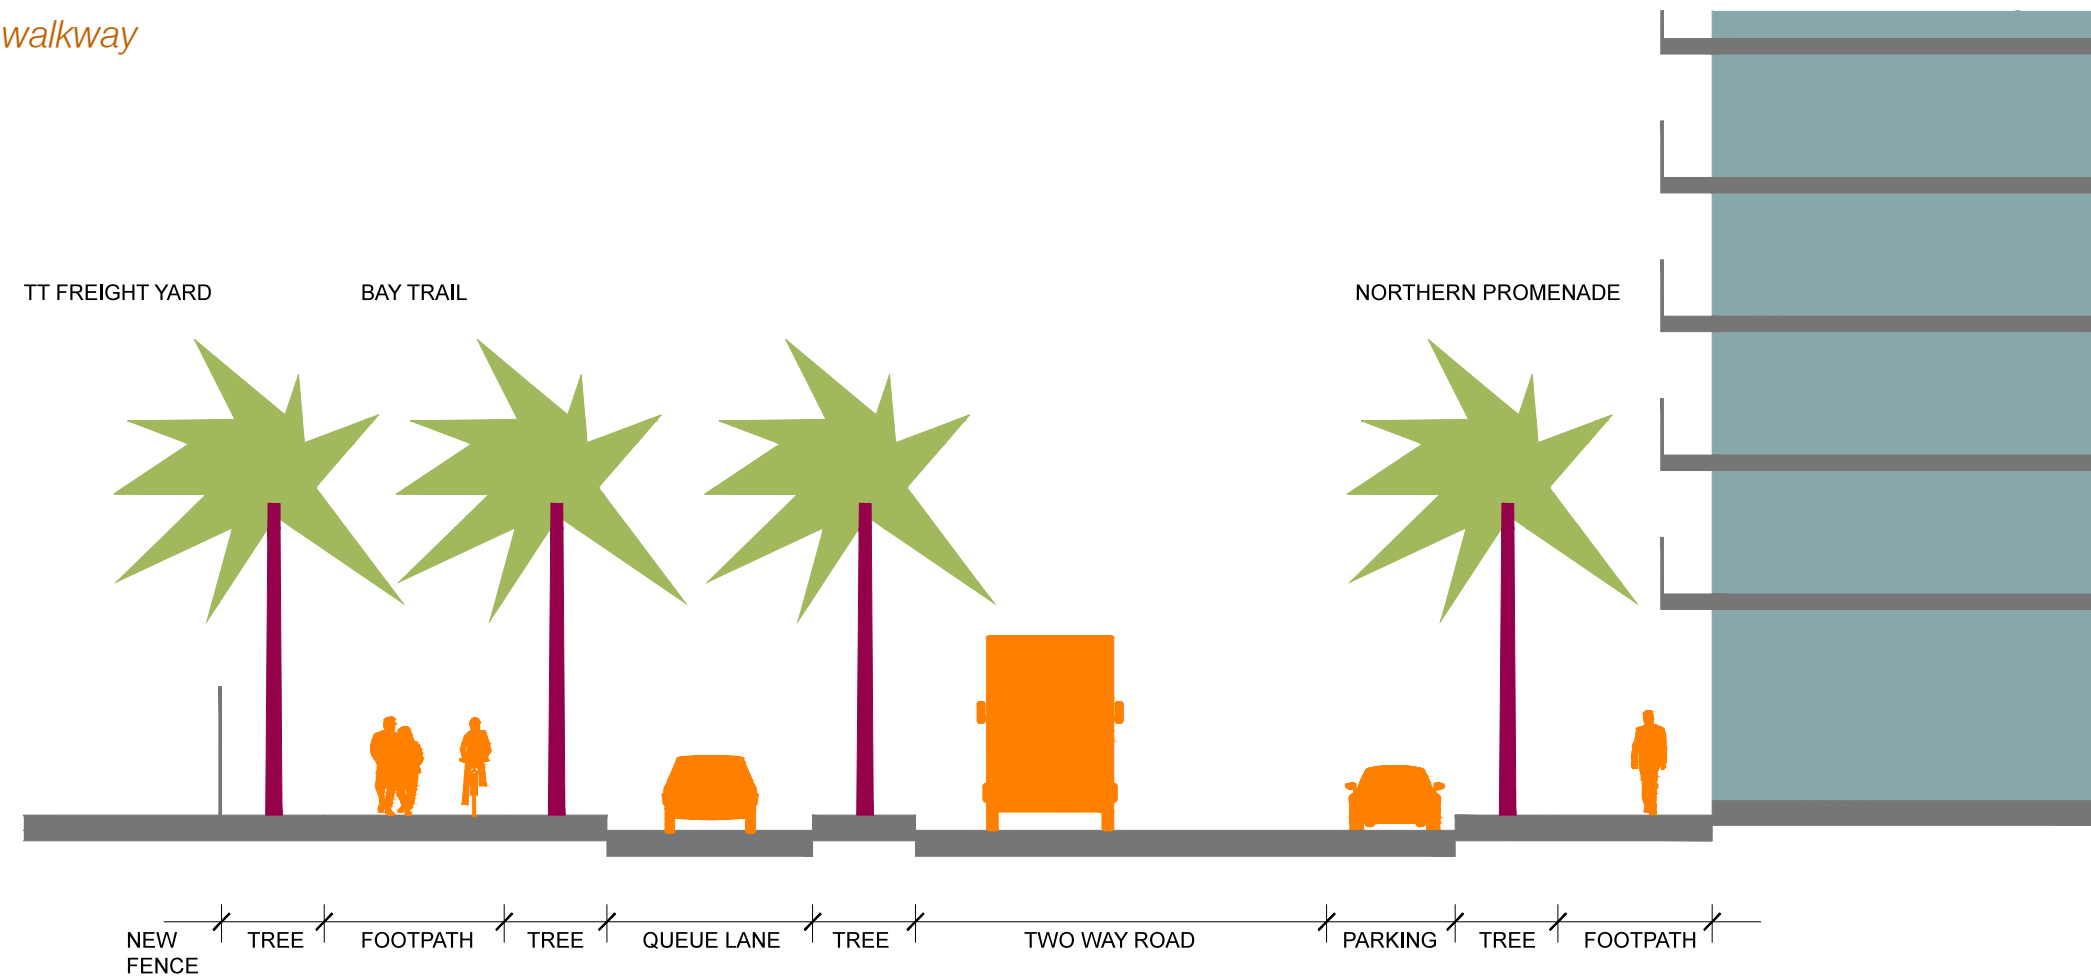 walkway
TT FREIGHT YARD
BAY TRAIL
NORTHERN PROMENADE
NEW
FENCE
TREE
FOOTPATH
TREE
QUEUE LANE
TREE
TWO WAY ROAD
PARKING
TREE
FOOTPATH